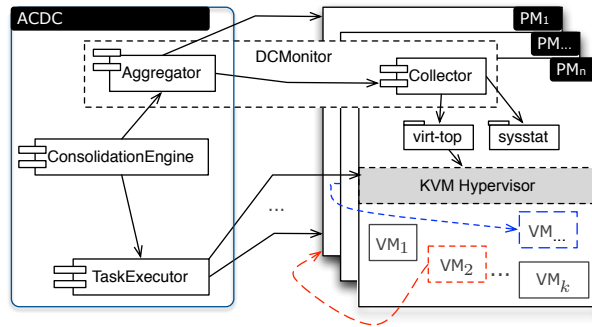 ACDC
PM1
PM...
PMn
DCMonitor
Aggregator
Collector
virt-top
sysstat
ConsolidationEngine
KVM Hypervisor
...
VM1
VM...
VM2
...
VMk
TaskExecutor